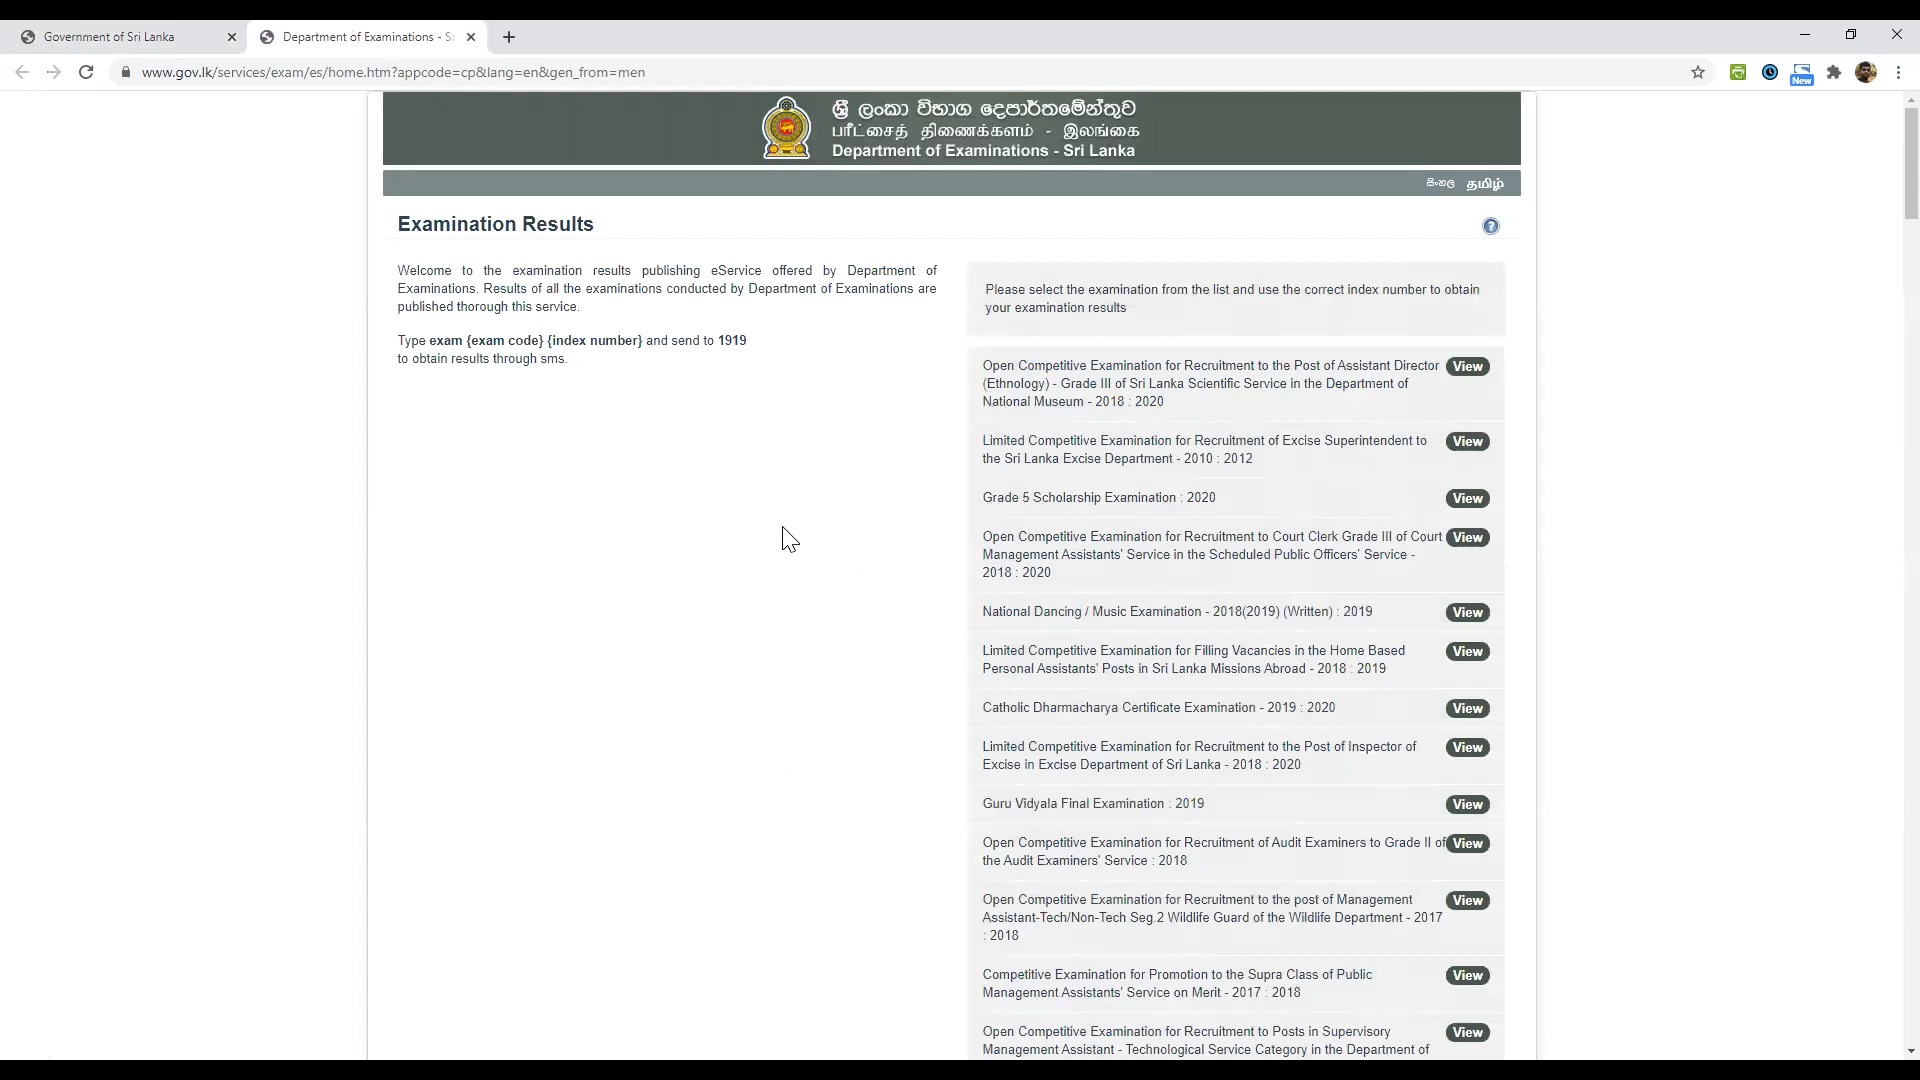 Government of Sri Lanka
Department of Examinations - Sr
www.gov.lk/services/exam/es/home.htm?appcode=cp&lang=en&gen_from=men
New
ශ්‍රී ලංකා විභාග දෙපාර්තමේන්තුව
பரீட்சைத் திணைக்களம் - இலங்கை
Department of Examinations - Sri Lanka
සිංහල தமிழ்
Examination Results
Welcome to the examination results publishing eService offered by Department of
Examinations. Results of all the examinations conducted by Department of Examinations are
published thorough this service.
Type exam {exam code} {index number} and send to 1919
to obtain results through sms.
Please select the examination from the list and use the correct index number to obtain
your examination results
Open Competitive Examination for Recruitment to the Post of Assistant Director View
(Ethnology) - Grade III of Sri Lanka Scientific Service in the Department of
National Museum - 2018 : 2020
Limited Competitive Examination for Recruitment of Excise Superintendent to View
the Sri Lanka Excise Department - 2010 : 2012
Grade 5 Scholarship Examination : 2020 View
Open Competitive Examination for Recruitment to Court Clerk Grade III of Court View
Management Assistants' Service in the Scheduled Public Officers' Service -
2018 : 2020
National Dancing / Music Examination - 2018(2019) (Written) : 2019 View
Limited Competitive Examination for Filling Vacancies in the Home Based View
Personal Assistants' Posts in Sri Lanka Missions Abroad - 2018 : 2019
Catholic Dharmacharya Certificate Examination - 2019 : 2020 View
Limited Competitive Examination for Recruitment to the Post of Inspector of View
Excise in Excise Department of Sri Lanka - 2018 : 2020
Guru Vidyala Final Examination : 2019 View
Open Competitive Examination for Recruitment of Audit Examiners to Grade II of View
the Audit Examiners' Service : 2018
Open Competitive Examination for Recruitment to the post of Management View
Assistant-Tech/Non-Tech Seg.2 Wildlife Guard of the Wildlife Department - 2017
: 2018
Competitive Examination for Promotion to the Supra Class of Public View
Management Assistants' Service on Merit - 2017 : 2018
Open Competitive Examination for Recruitment to Posts in Supervisory View
Management Assistant - Technological Service Category in the Department of